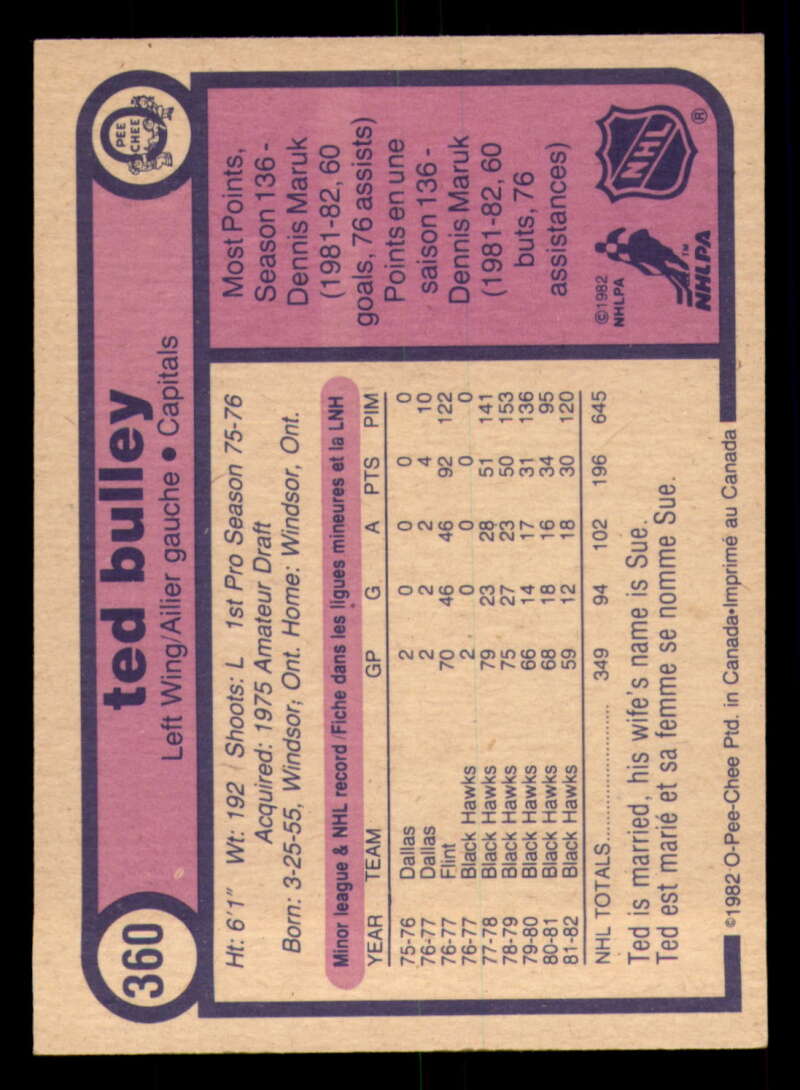 360
ted bulley
Left Wing/Ailier gauche • Capitals
O
PEE
CHEE
Ht: 6'1" Wt: 192 Shoots: L 1st Pro Season 75-76
Acquired: 1975 Amateur Draft
Born: 3-25-55, Windsor, Ont. Home: Windsor, Ont.
Minor league & NHL record/Fiche dans les ligues mineures et la LNH
YEAR TEAM GP G. A PTS PIM
75-76 Dallas 2 0 0 0 0
76-77 Dallas 2 2 2 4 10
76-77 Flint 70 46 46 92 122
76-77 Black Hawks 2 0 0 0 0
77-78 Black Hawks 79 23 28 51 141
78-79 Black Hawks 75 27 23 50 153
79-80 Black Hawks 66 14 17 31 136
80-81 Black Hawks 68 18 16 34 95
81-82 Black Hawks 59 12 18 30 120
NHL TOTALS.................... 349 94 102 196 645
Ted is married, his wife's name is Sue.
Ted est marié et sa femme se nomme Sue.
Most Points,
Season 136 -
Dennis Maruk
(1981-82, 60
goals, 76 assists)
Points en une
saison 136 -
Dennis Maruk
(1981-82, 60
buts, 76
assistances)
©1982
NHLPA
NHLPA
TM
NHL
®
©1982 O-Pee-Chee Ptd. in Canada•Imprimé au Canada